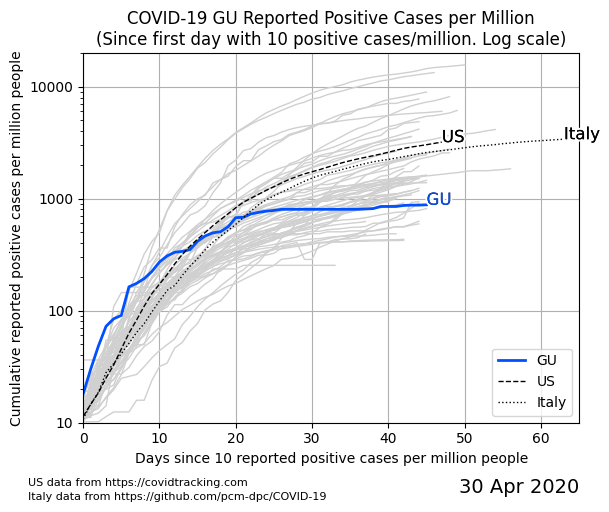 COVID-19 GU Reported Positive Cases per Million
(Since first day with 10 positive cases/million. Log scale)
Cumulative reported positive cases per million people
10000
1000
100
10
US
Italy
GU
GU
US
Italy
0
10
20
30
40
50
60
Days since 10 reported positive cases per million people
US data from https://covidtracking.com
Italy data from https://github.com/pcm-dpc/COVID-19
30 Apr 2020